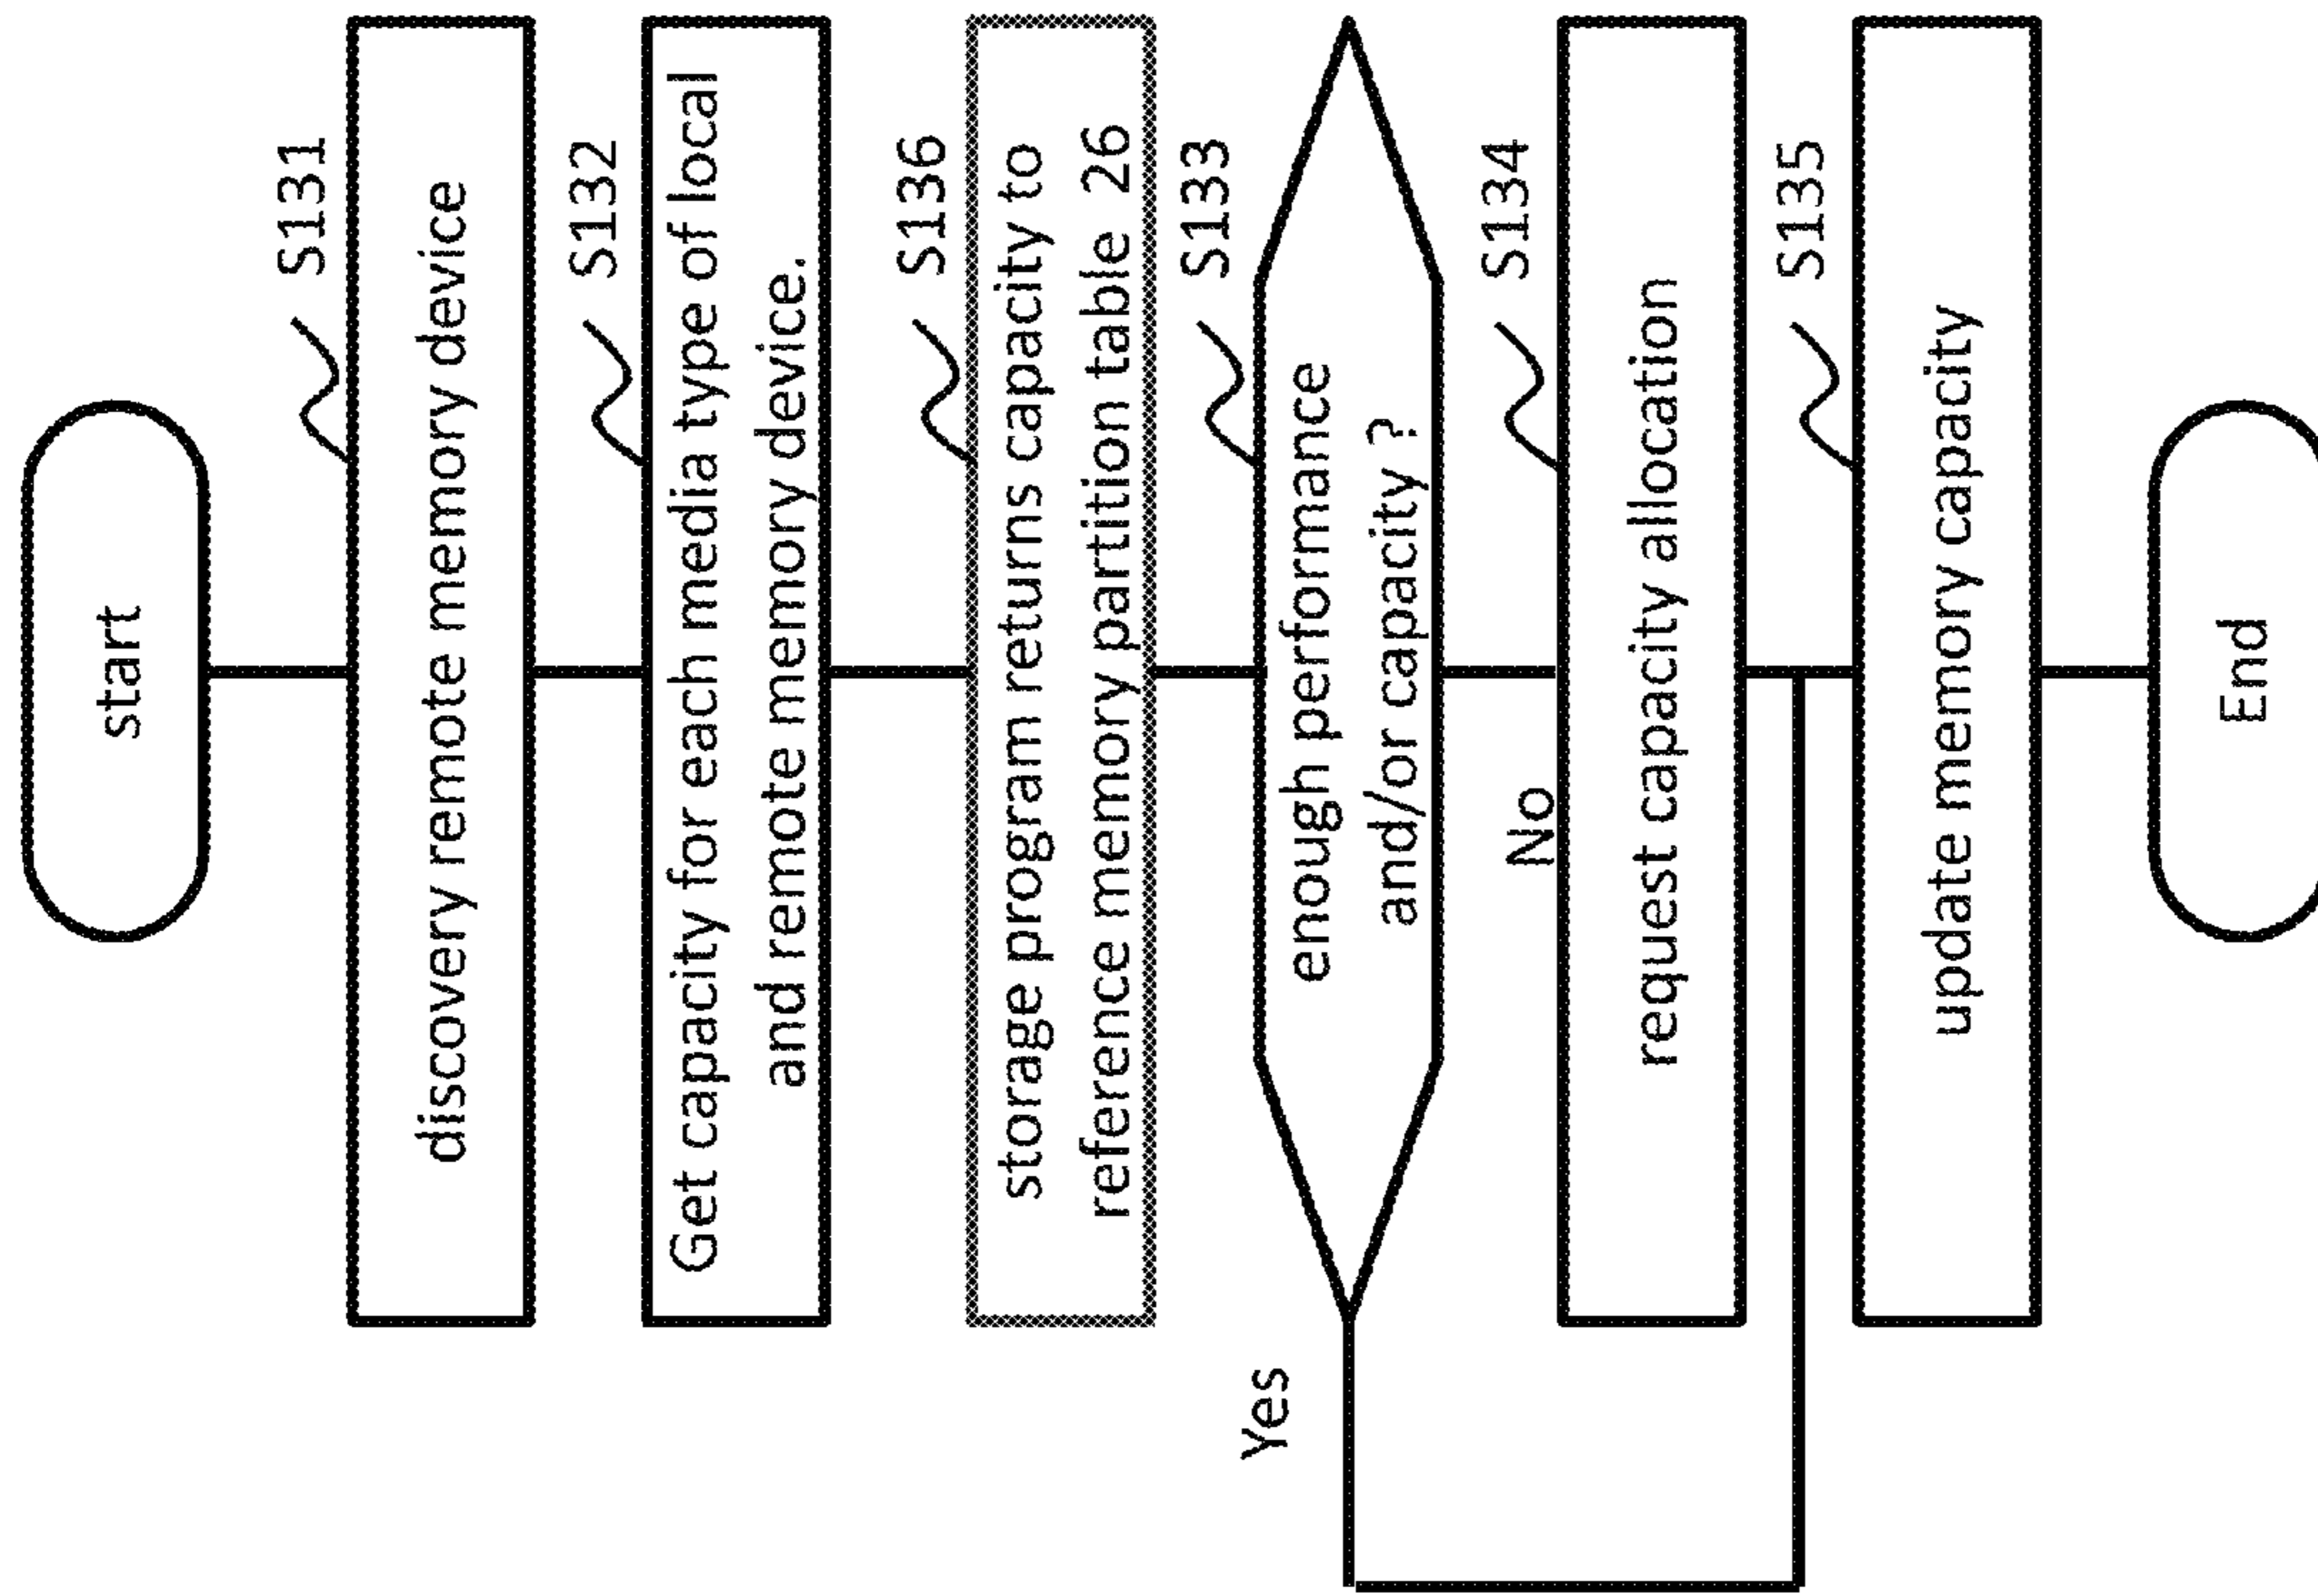 start
S131
discovery remote memory device
S132
Get capacity for each media type of local
and remote memory device.
S136
storage program returns capacity to
reference memory partition table 26
S133
enough performance
and/or capacity ?
Yes
No
S134
request capacity allocation
S135
update memory capacity
End